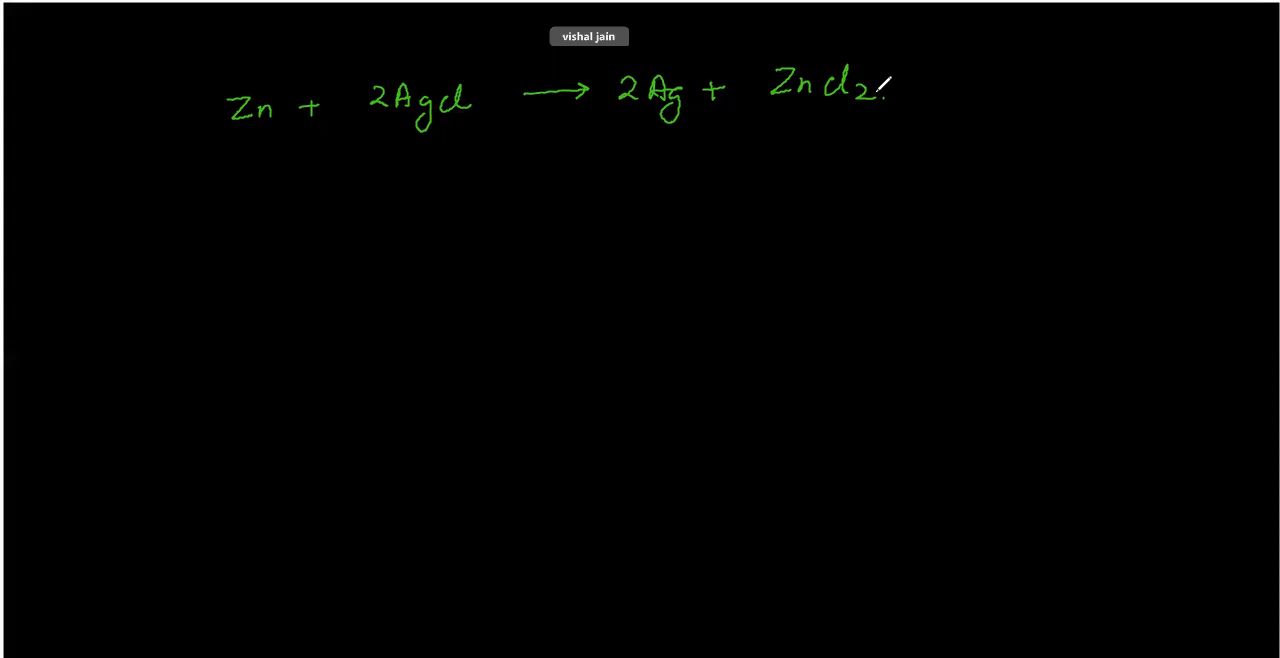 vishal jain
Zn + 2AgCl → 2Ag + ZnCl2.